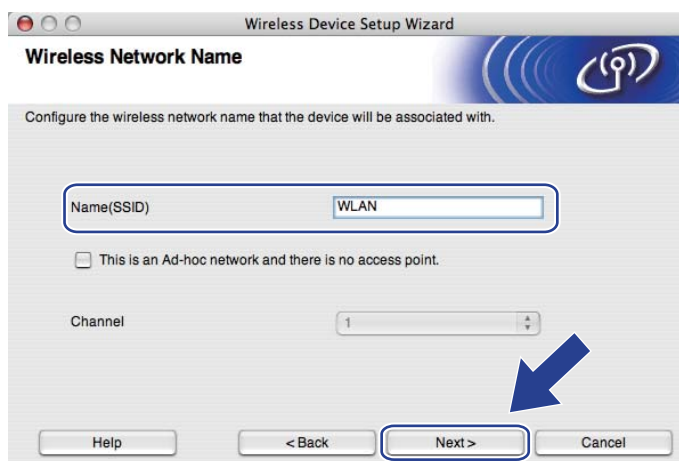 Wireless Device Setup Wizard
Wireless Network Name
Configure the wireless network name that the device will be associated with.
Name(SSID) WLAN
This is an Ad-hoc network and there is no access point.
Channel 1
Help < Back Next > Cancel